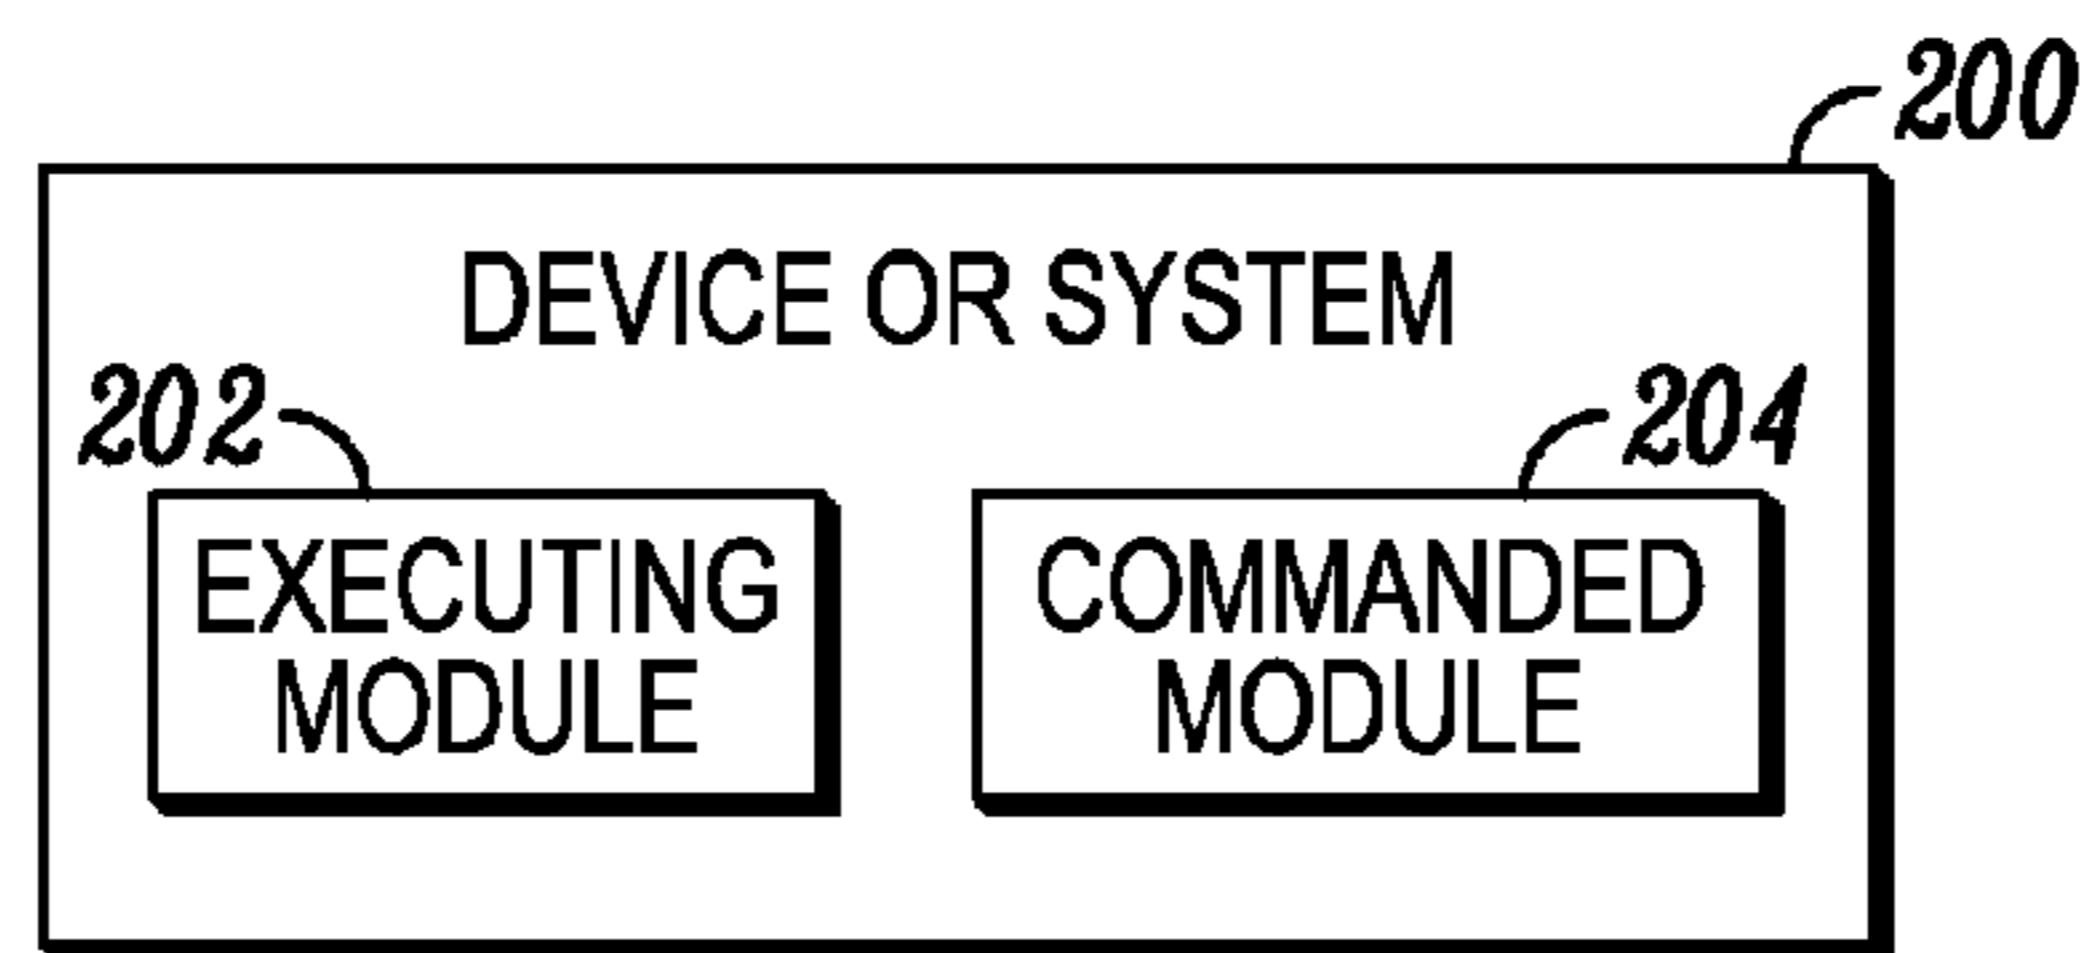 200
DEVICE OR SYSTEM
202
204
EXECUTING
MODULE
COMMANDED
MODULE